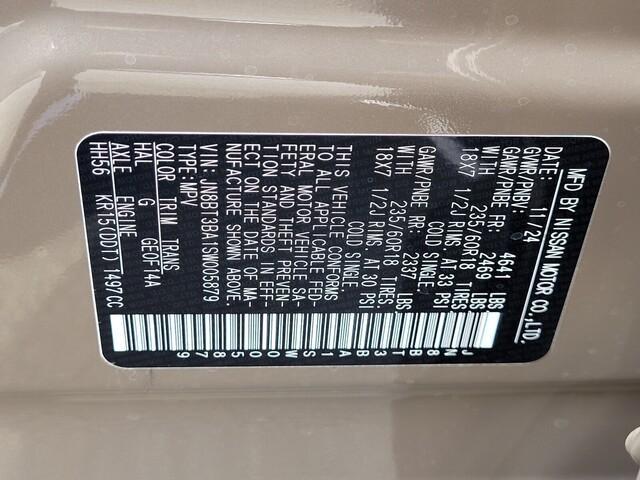 MFD BY NISSAN MOTOR CO.,LTD.
DATE: 11/24
GVWR/PNBV: 4641 LBS
GAWR/PNBE FR: 2469 LBS
WITH 235/60R18 TIRES
18X7 1/2J RIMS AT 33 PSI
COLD SINGLE
GAWR/PNBE RR: 2337 LBS
WITH 235/60R18 TIRES
18X7 1/2J RIMS AT 30 PSI
COLD SINGLE
THIS VEHICLE CONFORMS
TO ALL APPLICABLE FED-
ERAL MOTOR VEHICLE SA-
FETY AND THEFT PREVEN-
TION STANDARDS IN EFF-
ECT ON THE DATE OF MA-
NUFACTURE SHOWN ABOVE.
VIN:JN8BT3BA1SW005879
TYPE:MPV
COLOR TRIM TRANS
HAL G GE0F14A
AXLE ENGINE
HH56 KR15(DDT)1497CC
JN8BT3BA1SW005879